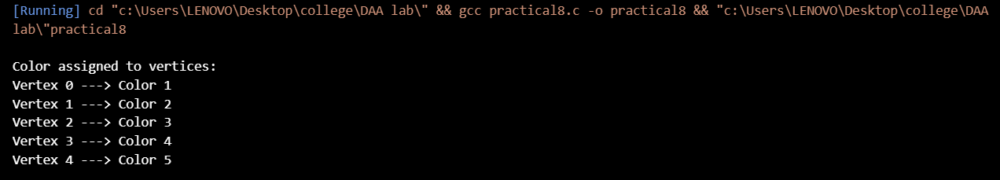 [Running] cd "c:\Users\LENOVO\Desktop\college\DAA lab\" && gcc practical8.c -o practical8 && "c:\Users\LENOVO\Desktop\college\DAA
lab\"practical8
Color assigned to vertices:
Vertex 0 ---> Color 1
Vertex 1 ---> Color 2
Vertex 2 ---> Color 3
Vertex 3 ---> Color 4
Vertex 4 ---> Color 5